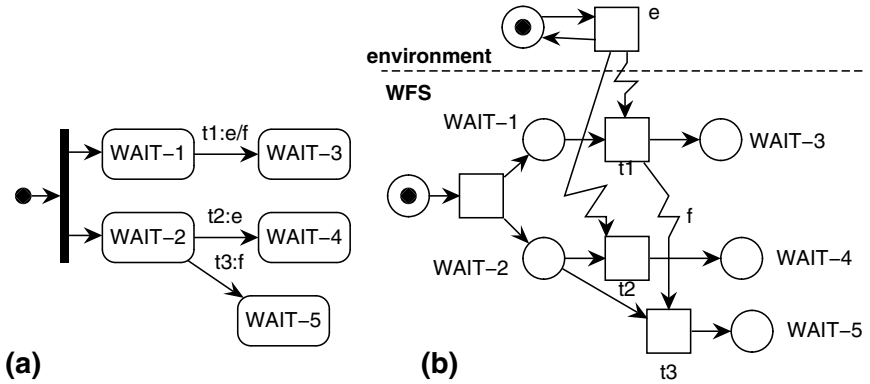 WAIT−1
t1:e/f
WAIT−3
WAIT−2
t2:e
WAIT−4
t3:f
WAIT−5
(a)
e
environment
WFS
WAIT−1
t1
WAIT−3
f
WAIT−2
t2
WAIT−4
t3
WAIT−5
(b)